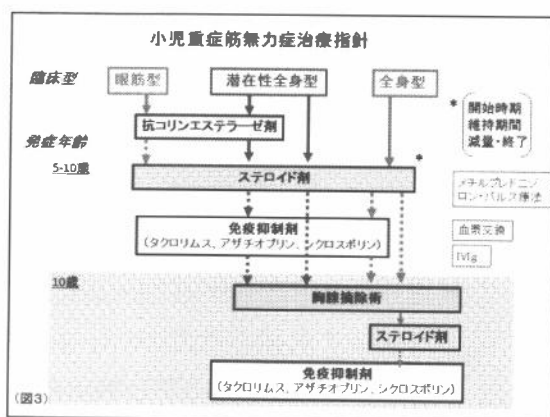 小児重症筋無力症治療指針
臨床型
眼筋型
潜在性全身型
全身型
*
開始時期
維持期間
減量・終了
抗コリンエステラーゼ剤
発症年齢
5-10歳
*
ステロイド剤
メチルプレドニゾ
ロン・パルス療法
免疫抑制剤
(タクロリムス、アザチオプリン、シクロスポリン)
血漿交換
IVIg
10歳
胸腺摘除術
ステロイド剤
免疫抑制剤
(タクロリムス、アザチオプリン、シクロスポリン)
(図3)